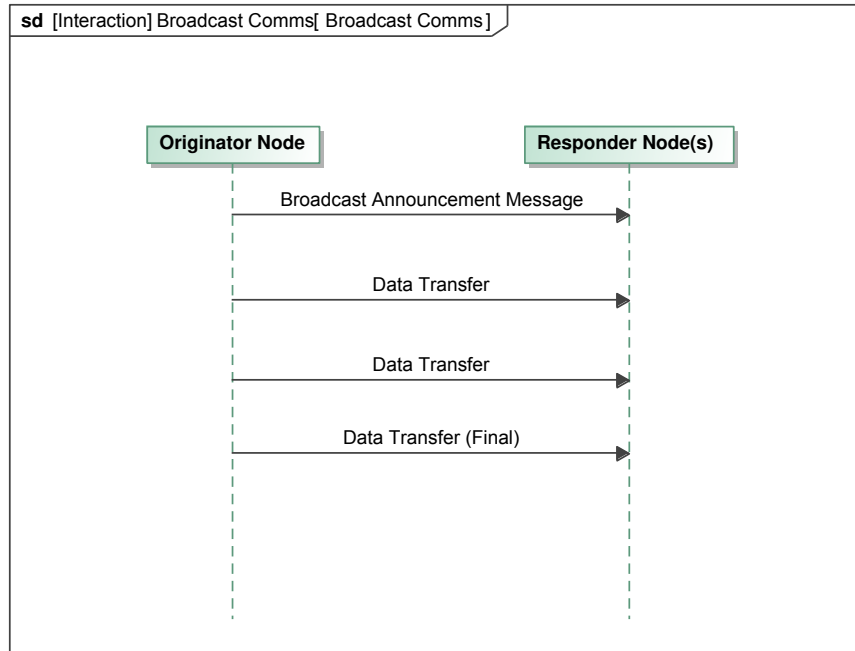 sd [Interaction] Broadcast Comms[ Broadcast Comms ]
Originator Node
Responder Node(s)
Broadcast Announcement Message
Data Transfer
Data Transfer
Data Transfer (Final)